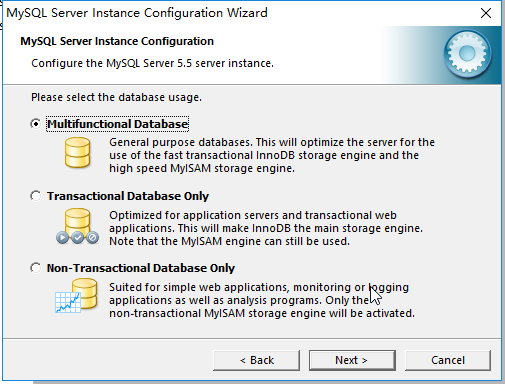 MySQL Server Instance Configuration Wizard
MySQL Server Instance Configuration
Configure the MySQL Server 5.5 server instance.
Please select the database usage.
Multifunctional Database
General purpose databases. This will optimize the server for the
use of the fast transactional InnoDB storage engine and the
high speed MyISAM storage engine.
Transactional Database Only
Optimized for application servers and transactional web
applications. This will make InnoDB the main storage engine.
Note that the MyISAM engine can still be used.
Non-Transactional Database Only
Suited for simple web applications, monitoring or logging
applications as well as analysis programs. Only the
non-transactional MyISAM storage engine will be activated.
< Back
Next >
Cancel